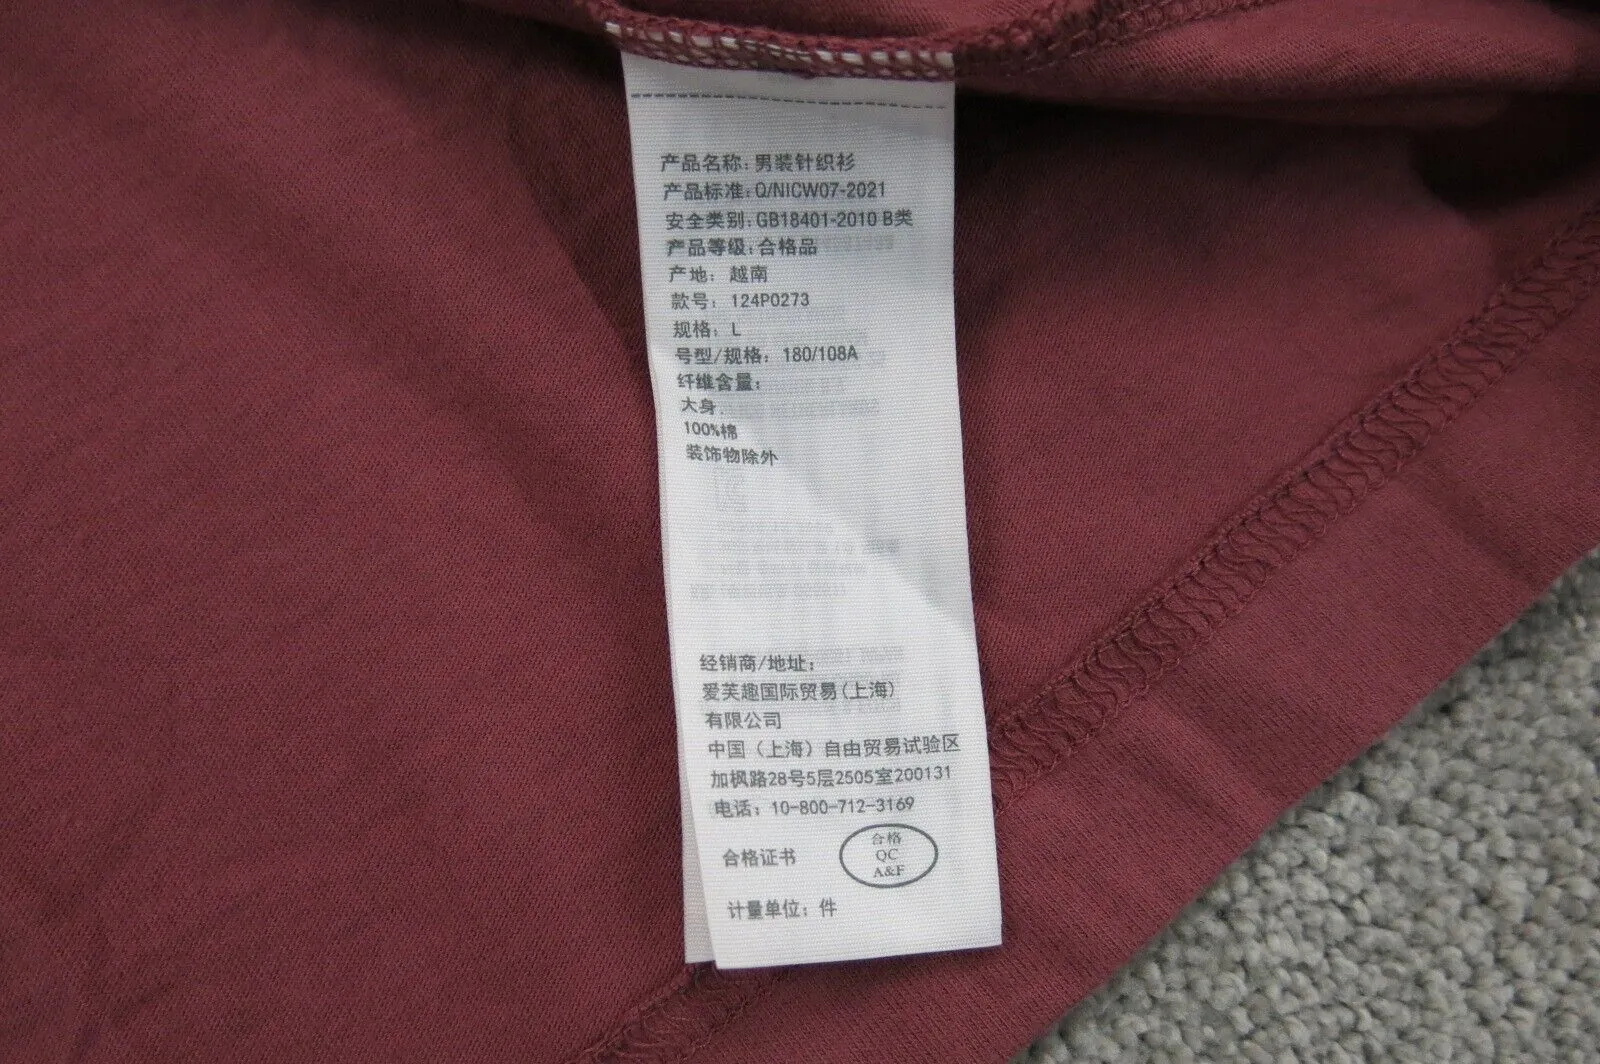 产品名称: 男装针织衫
产品标准: Q/NICW07-2021
安全类别: GB18401-2010 B类
产品等级: 合格品
产地: 越南
款号: 124P0273
规格: L
号型/规格: 180/108A
纤维含量:
大身.
100%棉
装饰物除外
经销商/地址:
爱芙趣国际贸易(上海)
有限公司
中国（上海）自由贸易试验区
加枫路28号5层2505室200131
电话: 10-800-712-3169
合格
QC
合格证书
A&F
计量单位: 件